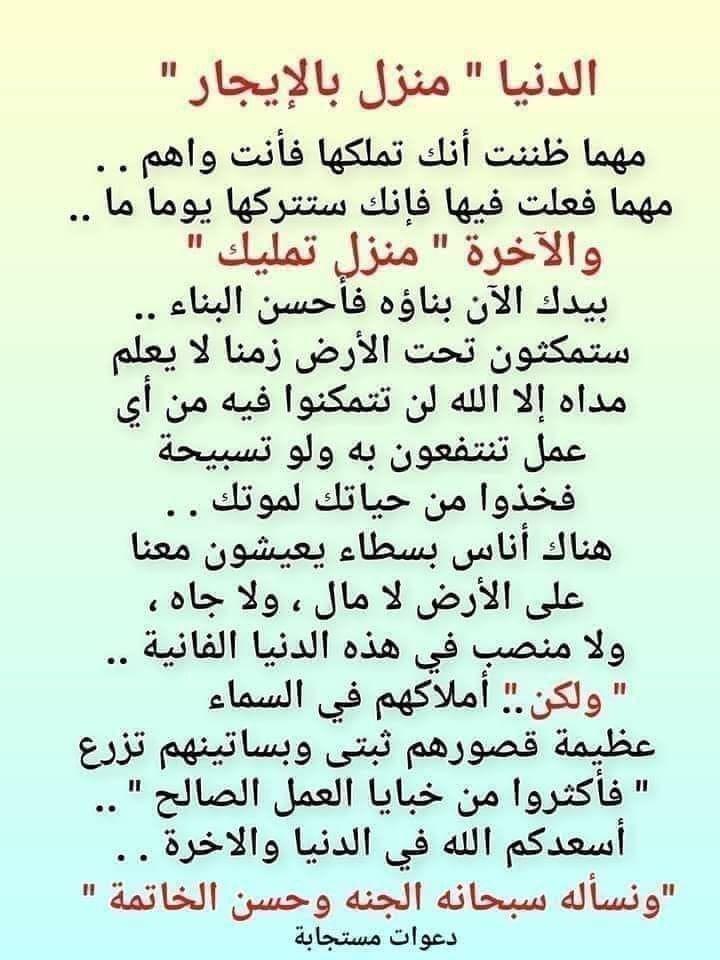 الدنيا " منزل بالإيجار "
مهما ظننت أنك تملكها فأنت واهم . .
مهما فعلت فيها فإنك ستتركها يوما ما ..
والآخرة " منزل تمليك "
بيدك الآن بناؤه فأحسن البناء ..
ستمكثون تحت الأرض زمنا لا يعلم
مداه إلا الله لن تتمكنوا فيه من أي
عمل تنتفعون به ولو تسبيحة
فخذوا من حياتك لموتك . .
هناك أناس بسطاء يعيشون معنا
على الأرض لا مال ، ولا جاه ،
ولا منصب في هذه الدنيا الفانية ..
" ولكن .. " أملاكهم في السماء
عظيمة قصورهم ثبتى وبساتينهم تزرع
" فأكثروا من خبايا العمل الصالح " ..
أسعدكم الله في الدنيا والاخرة . .
"ونسأله سبحانه الجنه وحسن الخاتمة "
دعوات مستجابة